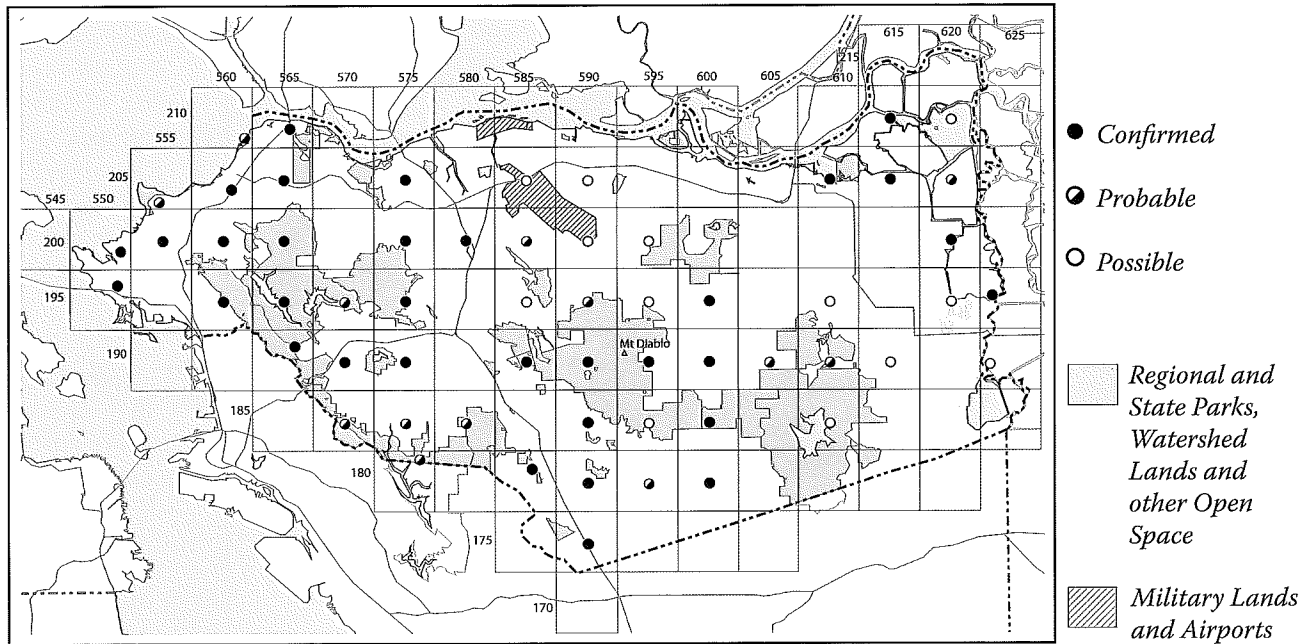 615 620 625
215
560 565 570 575 580 585 590 595 600 605 610
210
555
205
545 550
200
195
190
Mt Diablo
185
180
175
170
Confirmed
Probable
Possible
Regional and
State Parks,
Watershed
Lands and
other Open
Space
Military Lands
and Airports